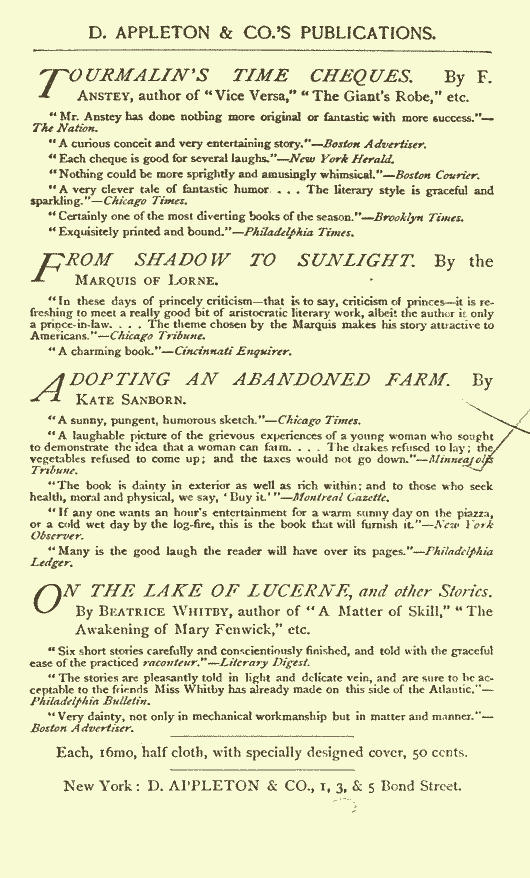 D. APPLETON & CO.'S PUBLICATIONS.
TOURMALIN'S TIME CHEQUES. By F.
ANSTEY, author of "Vice Versa," "The Giant's Robe," etc.
"Mr. Anstey has done nothing more original or fantastic with more success."—
The Nation.
"A curious conceit and very entertaining story."—Boston Advertiser.
"Each cheque is good for several laughs."—New York Herald.
"Nothing could be more sprightly and amusingly whimsical."—Boston Courier.
"A very clever tale of fantastic humor. . . . The literary style is graceful and
sparkling."—Chicago Times.
"Certainly one of the most diverting books of the season."—Brooklyn Times.
"Exquisitely printed and bound."—Philadelphia Times.
FROM SHADOW TO SUNLIGHT. By the
MARQUIS OF LORNE.
"In these days of princely criticism—that is to say, criticism of princes—it is re-
freshing to meet a really good bit of aristocratic literary work, albeit the author is only
a prince-in-law. . . . The theme chosen by the Marquis makes his story attractive to
Americans."—Chicago Tribune.
"A charming book."—Cincinnati Enquirer.
ADOPTING AN ABANDONED FARM. By
KATE SANBORN.
"A sunny, pungent, humorous sketch."—Chicago Times.
"A laughable picture of the grievous experiences of a young woman who sought
to demonstrate the idea that a woman can farm. . . . The drakes refused to lay; the
vegetables refused to come up; and the taxes would not go down."—Minneapolis
Tribune.
"The book is dainty in exterior as well as rich within; and to those who seek
health, moral and physical, we say, 'Buy it.'"—Montreal Gazette.
"If any one wants an hour's entertainment for a warm sunny day on the piazza,
or a cold wet day by the log-fire, this is the book that will furnish it."—New York
Observer.
"Many is the good laugh the reader will have over its pages."—Philadelphia
Ledger.
ON THE LAKE OF LUCERNE, and other Stories.
By BEATRICE WHITBY, author of "A Matter of Skill," "The
Awakening of Mary Fenwick," etc.
"Six short stories carefully and conscientiously finished, and told with the graceful
ease of the practiced raconteur."—Literary Digest.
"The stories are pleasantly told in light and delicate vein, and are sure to be ac-
ceptable to the friends Miss Whitby has already made on this side of the Atlantic."—
Philadelphia Bulletin.
"Very dainty, not only in mechanical workmanship but in matter and manner."—
Boston Advertiser.
Each, 16mo, half cloth, with specially designed cover, 50 cents.
New York: D. APPLETON & CO., 1, 3, & 5 Bond Street.